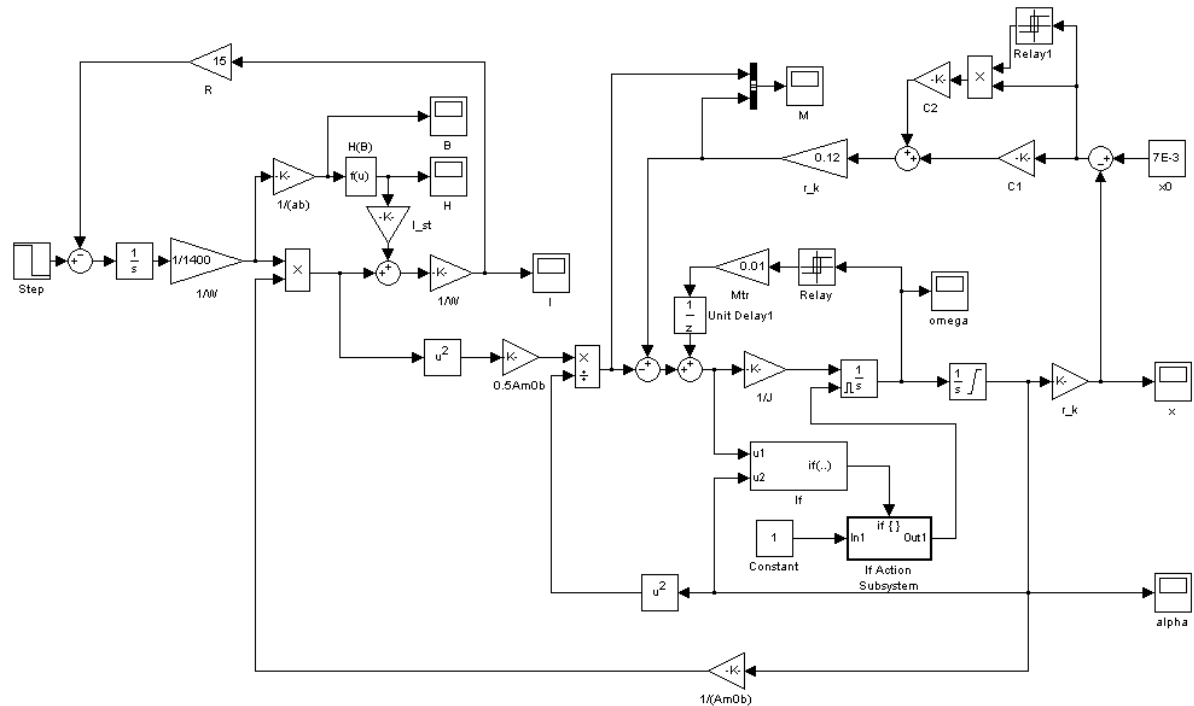 Relay1
15
R
-K-
C2
×
M
H(B)
B
0.12
r_k
-K-
C1
7E-3
x0
-K-
1/(ab)
f(u)
H
-K-
I_st
Step
1
s
1/1400
1/W
×
-K-
1/W
I
0.01
Mtr
Relay
1
z
Unit Delay1
omega
u2
K-
0.5Am0b
×
÷
-K-
1/J
1
s
1
s
K-
r_k
x
u1
u2
if(..)
If
1
Constant
if { }
In1
Out1
If Action
Subsystem
u2
alpha
-K-
1/(Am0b)